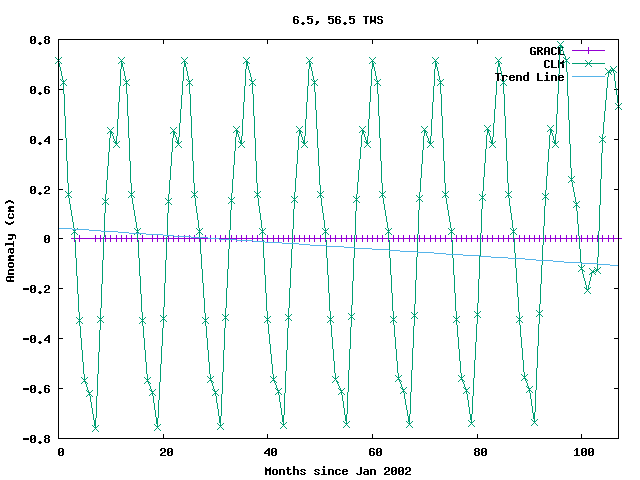 6.5, 56.5 TWS
GRACE
CLM
Trend Line
0.8
0.6
0.4
0.2
0
-0.2
-0.4
-0.6
-0.8
Anomaly (cm)
0 20 40 60 80 100
Months since Jan 2002